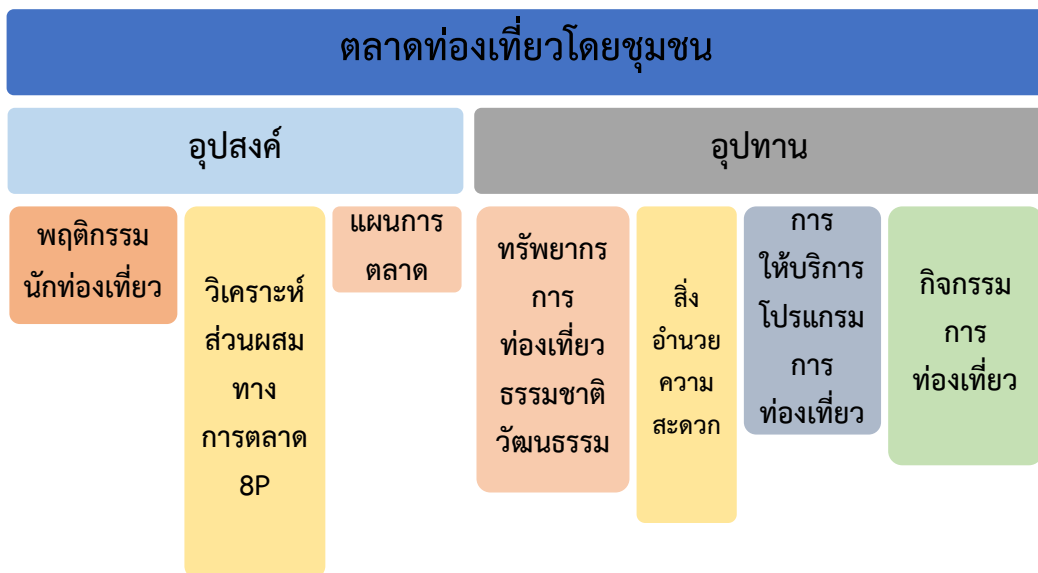 ตลาดท่องเที่ยวโดยชุมชน
อุปสงค์
อุปทาน
พฤติกรรม
นักท่องเที่ยว
วิเคราะห์
ส่วนผสม
ทาง
การตลาด
8P
แผนการ
ตลาด
ทรัพยากร
การ
ท่องเที่ยว
ธรรมชาติ
วัฒนธรรม
สิ่ง
อำนวย
ความ
สะดวก
การ
ให้บริการ
โปรแกรม
การ
ท่องเที่ยว
กิจกรรม
การ
ท่องเที่ยว